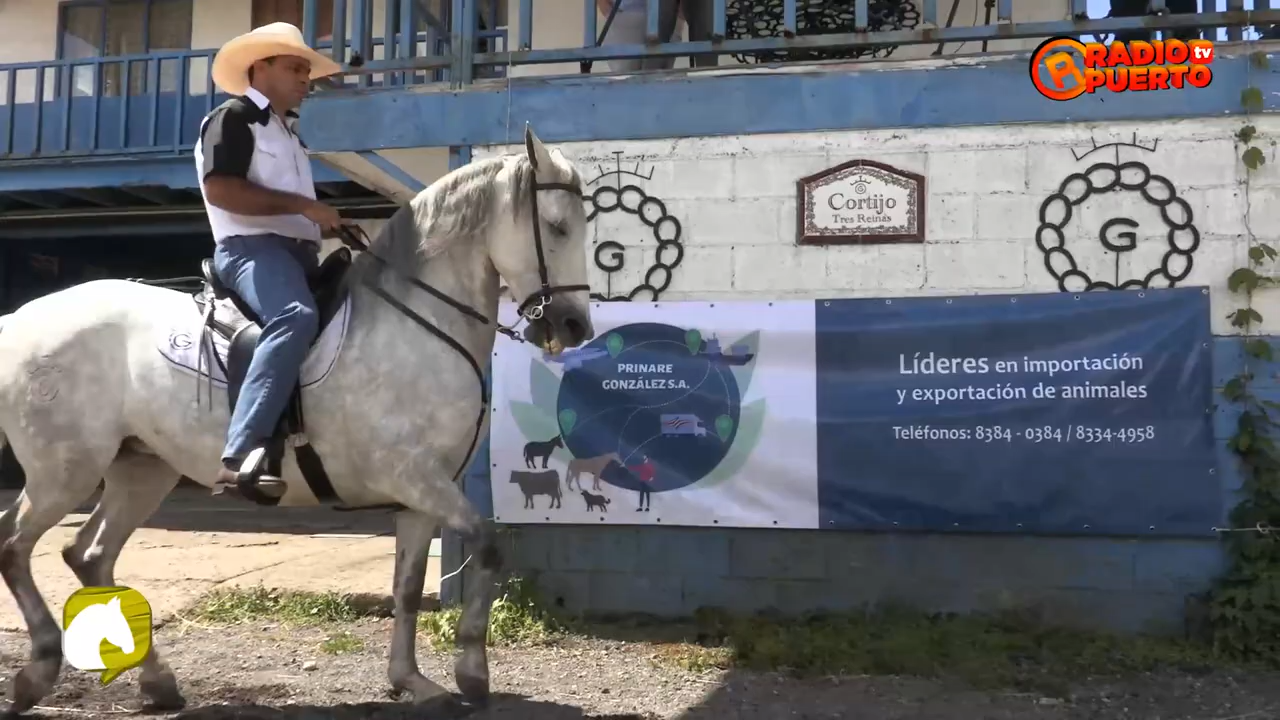 RADIO tv
PUERTO
Cortijo
Tres Reinas
G
G
G
PRINARE
GONZÁLEZ S.A.
Líderes en importación
y exportación de animales
Teléfonos: 8384 - 0384 / 8334-4958